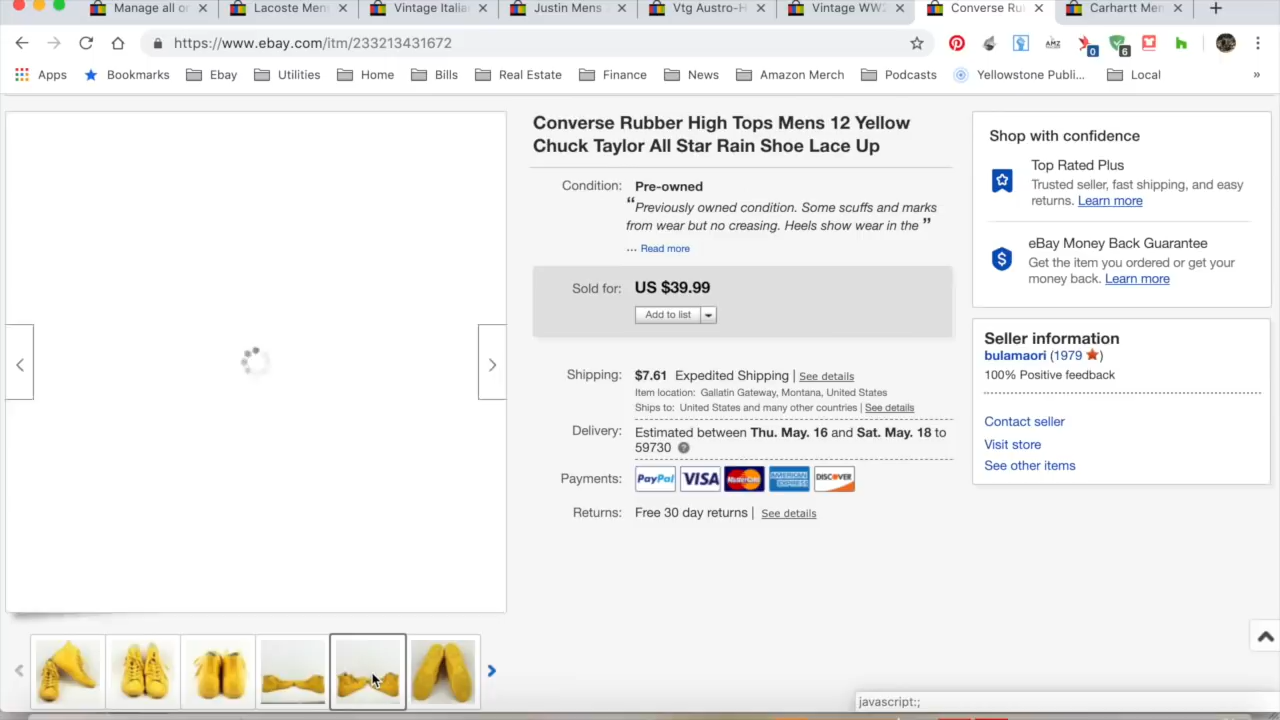 Manage all or
Lacoste Mens
Vintage Italia
Justin Mens
Vtg Austro-H
Vintage WW2
Converse Rub
Carhartt Men
https://www.ebay.com/itm/233213431672
AMZ
0
6
Apps
Bookmarks
Ebay
Utilities
Home
Bills
Real Estate
Finance
News
Amazon Merch
Podcasts
Yellowstone Publi...
Local
»
Converse Rubber High Tops Mens 12 Yellow
Chuck Taylor All Star Rain Shoe Lace Up
Condition: Pre-owned
“Previously owned condition. Some scuffs and marks
from wear but no creasing. Heels show wear in the ”
... Read more
Sold for: US $39.99
Add to list
Shipping: $7.61 Expedited Shipping | See details
Item location: Gallatin Gateway, Montana, United States
Ships to: United States and many other countries | See details
Delivery: Estimated between Thu. May. 16 and Sat. May. 18 to
59730
Payments: PayPal VISA MasterCard AMERICAN EXPRESS DISCOVER
Returns: Free 30 day returns | See details
Shop with confidence
Top Rated Plus
Trusted seller, fast shipping, and easy
returns. Learn more
eBay Money Back Guarantee
Get the item you ordered or get your
money back. Learn more
Seller information
bulamaori (1979)
100% Positive feedback
Contact seller
Visit store
See other items
javascript:;